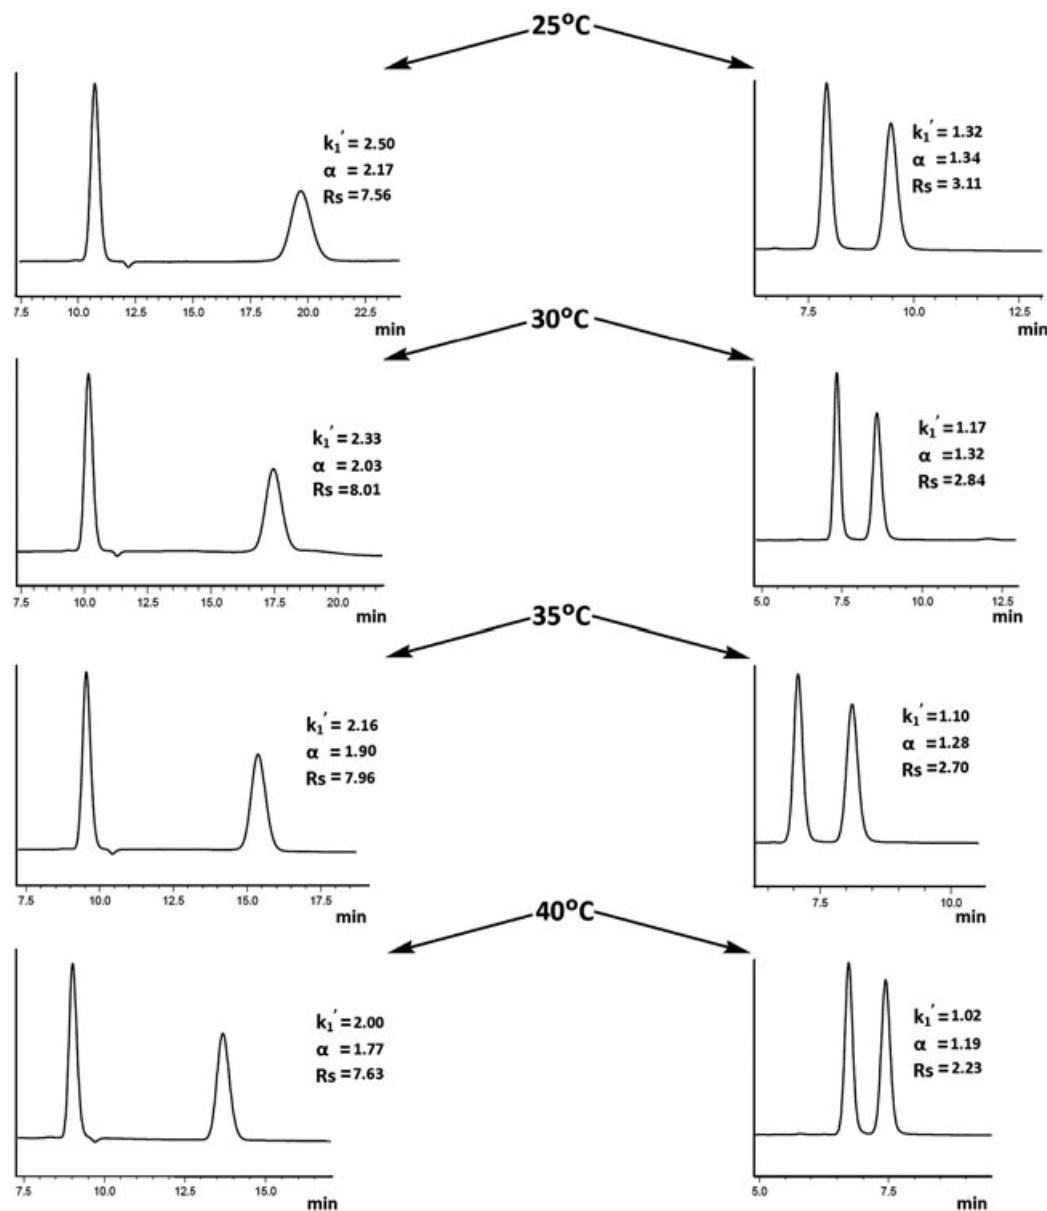 25°C
k₁′ = 2.50
α = 2.17
Rs = 7.56
7.5 10.0 12.5 15.0 17.5 20.0 22.5
min
k₁′ = 1.32
α = 1.34
Rs = 3.11
7.5 10.0 12.5
min
30°C
k₁′ = 2.33
α = 2.03
Rs = 8.01
7.5 10.0 12.5 15.0 17.5 20.0
min
k₁′ = 1.17
α = 1.32
Rs = 2.84
5.0 7.5 10.0 12.5
min
35°C
k₁′ = 2.16
α = 1.90
Rs = 7.96
7.5 10.0 12.5 15.0 17.5
min
k₁′ = 1.10
α = 1.28
Rs = 2.70
7.5 10.0
min
40°C
k₁′ = 2.00
α = 1.77
Rs = 7.63
7.5 10.0 12.5 15.0
min
k₁′ = 1.02
α = 1.19
Rs = 2.23
5.0 7.5
min